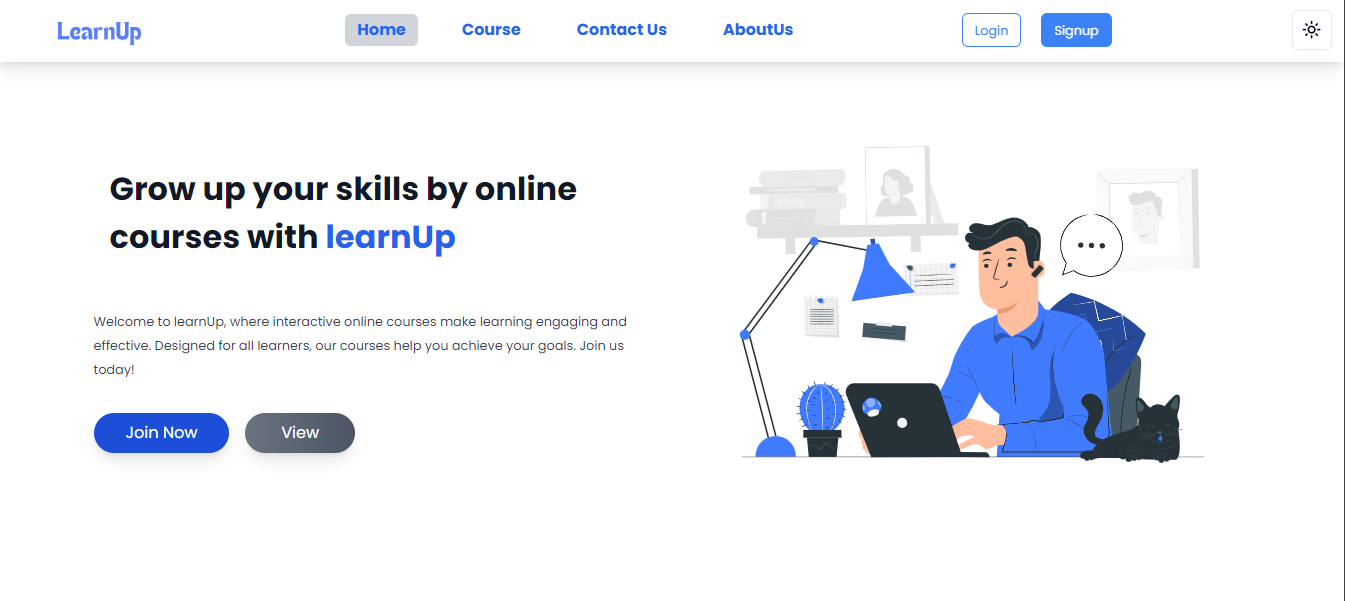 LearnUp
Home
Course
Contact Us
AboutUs
Login
Signup
Grow up your skills by online
courses with learnUp
Welcome to learnUp, where interactive online courses make learning engaging and
effective. Designed for all learners, our courses help you achieve your goals. Join us
today!
Join Now
View